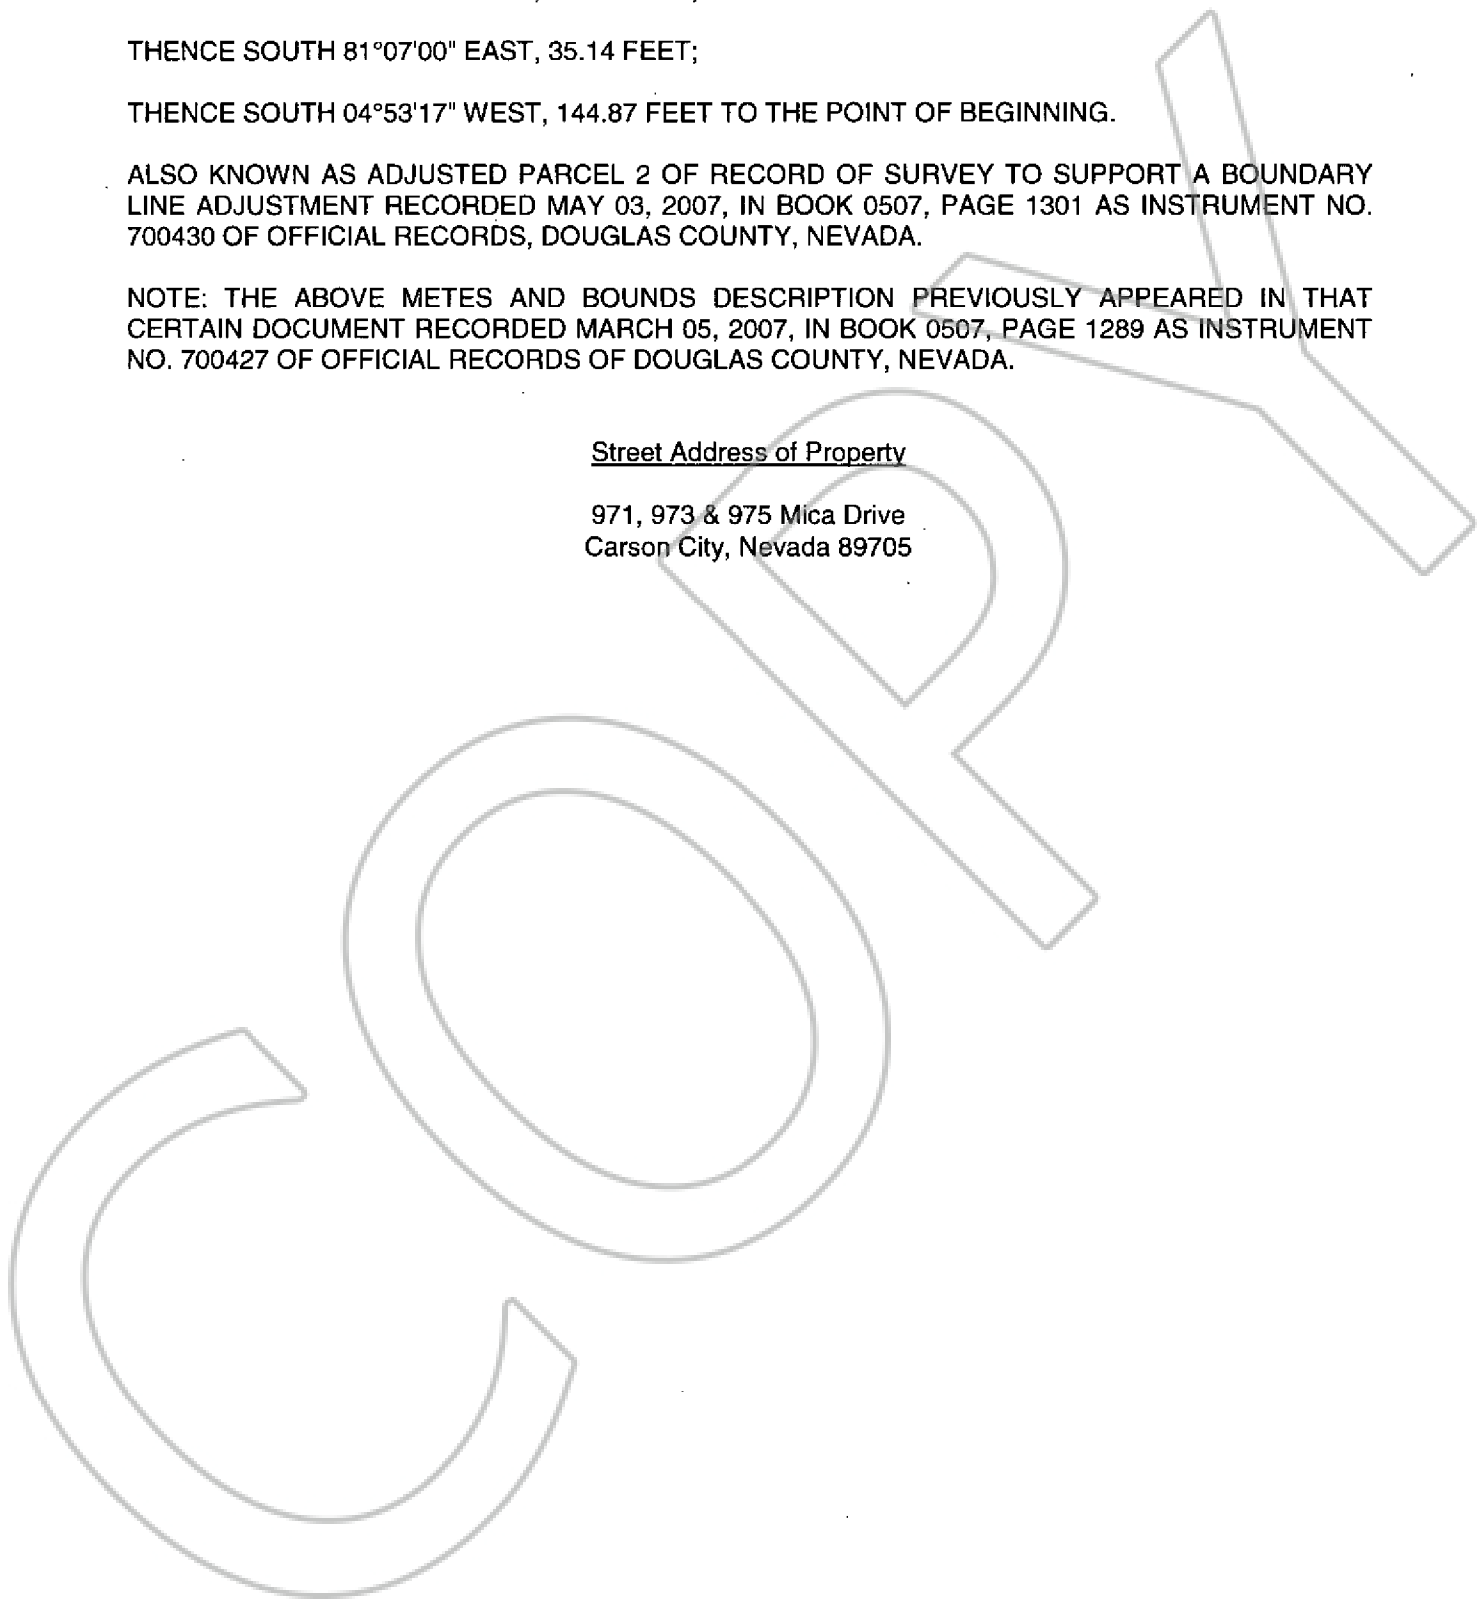 THENCE SOUTH 81°07'00" EAST, 35.14 FEET;
THENCE SOUTH 04°53'17" WEST, 144.87 FEET TO THE POINT OF BEGINNING.
ALSO KNOWN AS ADJUSTED PARCEL 2 OF RECORD OF SURVEY TO SUPPORT A BOUNDARY
LINE ADJUSTMENT RECORDED MAY 03, 2007, IN BOOK 0507, PAGE 1301 AS INSTRUMENT NO.
700430 OF OFFICIAL RECORDS, DOUGLAS COUNTY, NEVADA.
NOTE: THE ABOVE METES AND BOUNDS DESCRIPTION PREVIOUSLY APPEARED IN THAT
CERTAIN DOCUMENT RECORDED MARCH 05, 2007, IN BOOK 0507, PAGE 1289 AS INSTRUMENT
NO. 700427 OF OFFICIAL RECORDS OF DOUGLAS COUNTY, NEVADA.
Street Address of Property
971, 973 & 975 Mica Drive
Carson City, Nevada 89705
COPY